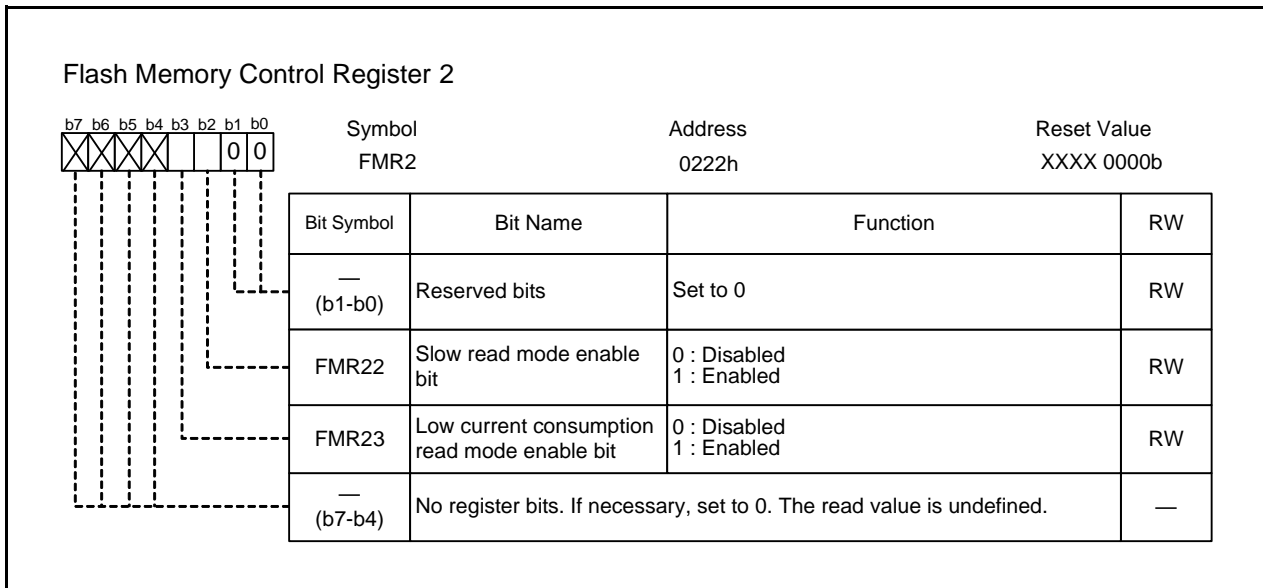 Flash Memory Control Register 2
b7 b6 b5 b4 b3 b2 b1 b0
0 0
Symbol Address Reset Value
FMR2 0222h XXXX 0000b
Bit Symbol Bit Name Function RW
—
(b1-b0) Reserved bits Set to 0 RW
FMR22 Slow read mode enable
bit 0 : Disabled
1 : Enabled RW
FMR23 Low current consumption
read mode enable bit 0 : Disabled
1 : Enabled RW
—
(b7-b4) No register bits. If necessary, set to 0. The read value is undefined. —